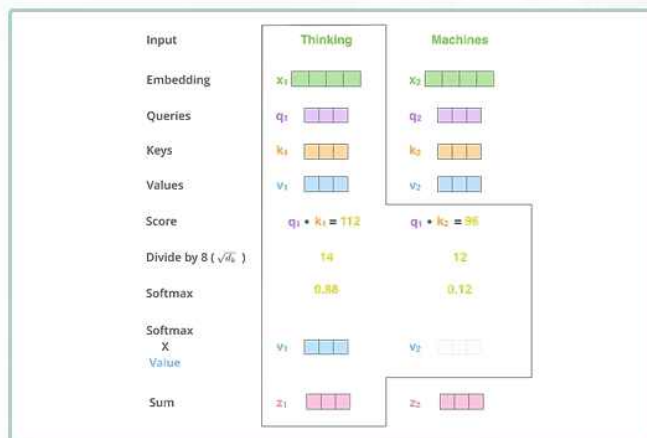 Input Thinking Machines
Embedding x₁ x₂
Queries q₁ q₂
Keys k₁ k₂
Values v₁ v₂
Score q₁ • k₁ = 112 q₁ • k₂ = 96
Divide by 8 ( √dₖ ) 14 12
Softmax 0.88 0.12
Softmax
X v₁ v₂
Value
Sum z₁ z₂